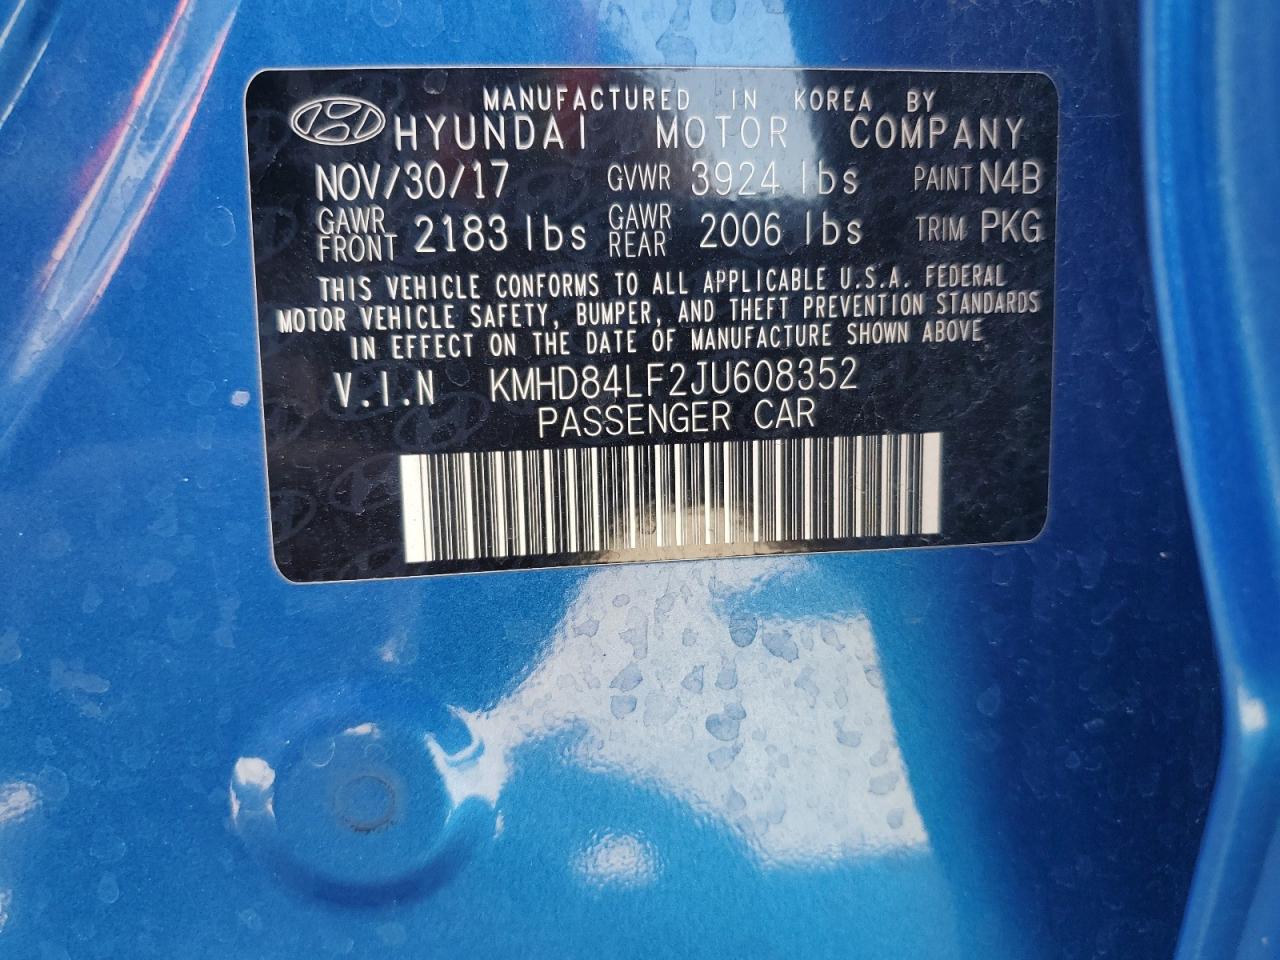 MANUFACTURED IN KOREA BY
HYUNDAI MOTOR COMPANY
NOV/30/17 GVWR 3924 lbs PAINT N4B
GAWR FRONT 2183 lbs GAWR REAR 2006 lbs TRIM PKG
THIS VEHICLE CONFORMS TO ALL APPLICABLE U.S.A. FEDERAL
MOTOR VEHICLE SAFETY, BUMPER, AND THEFT PREVENTION STANDARDS
IN EFFECT ON THE DATE OF MANUFACTURE SHOWN ABOVE
V.I.N KMHD84LF2JU608352
PASSENGER CAR